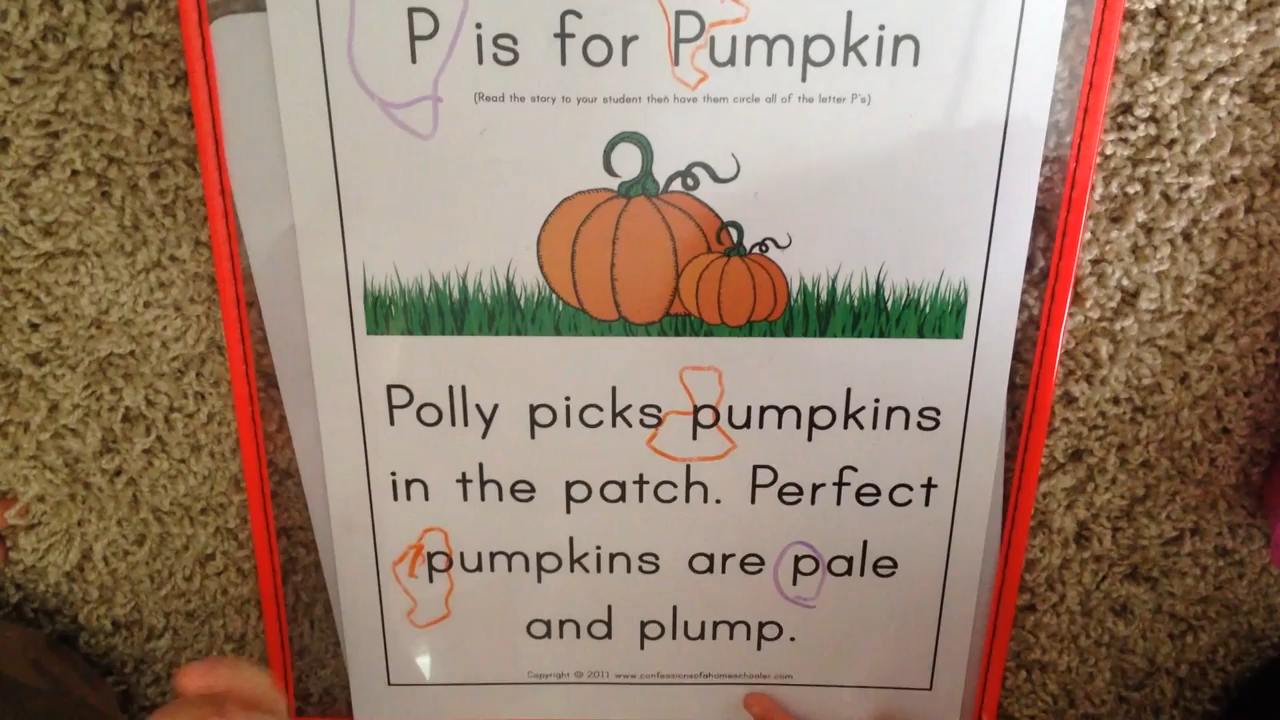 P is for Pumpkin
(Read the story to your student then have them circle all of the letter P's)
Polly picks pumpkins
in the patch. Perfect
pumpkins are pale
and plump.
Copyright © 2011 www.confessionsofahomeschooler.com